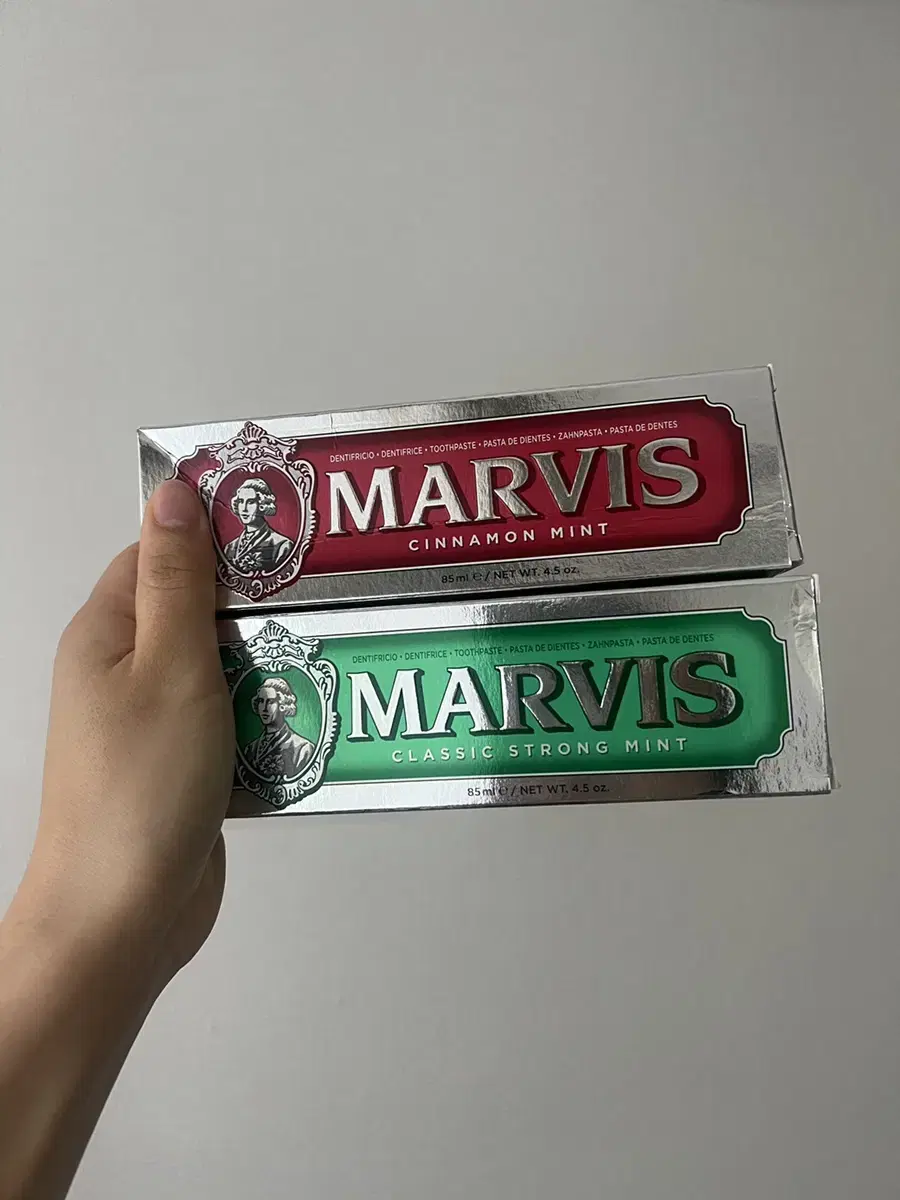 DENTIFRICIO • DENTIFRICE • TOOTHPASTE • PASTA DE DIENTES • ZAHNPASTA • PASTA DE DENTES
MARVIS
CINNAMON MINT
85 ml ℮ / NET WT. 4.5 oz.
DENTIFRICIO • DENTIFRICE • TOOTHPASTE • PASTA DE DIENTES • ZAHNPASTA • PASTA DE DENTES
MARVIS
CLASSIC STRONG MINT
85 ml ℮ / NET WT. 4.5 oz.